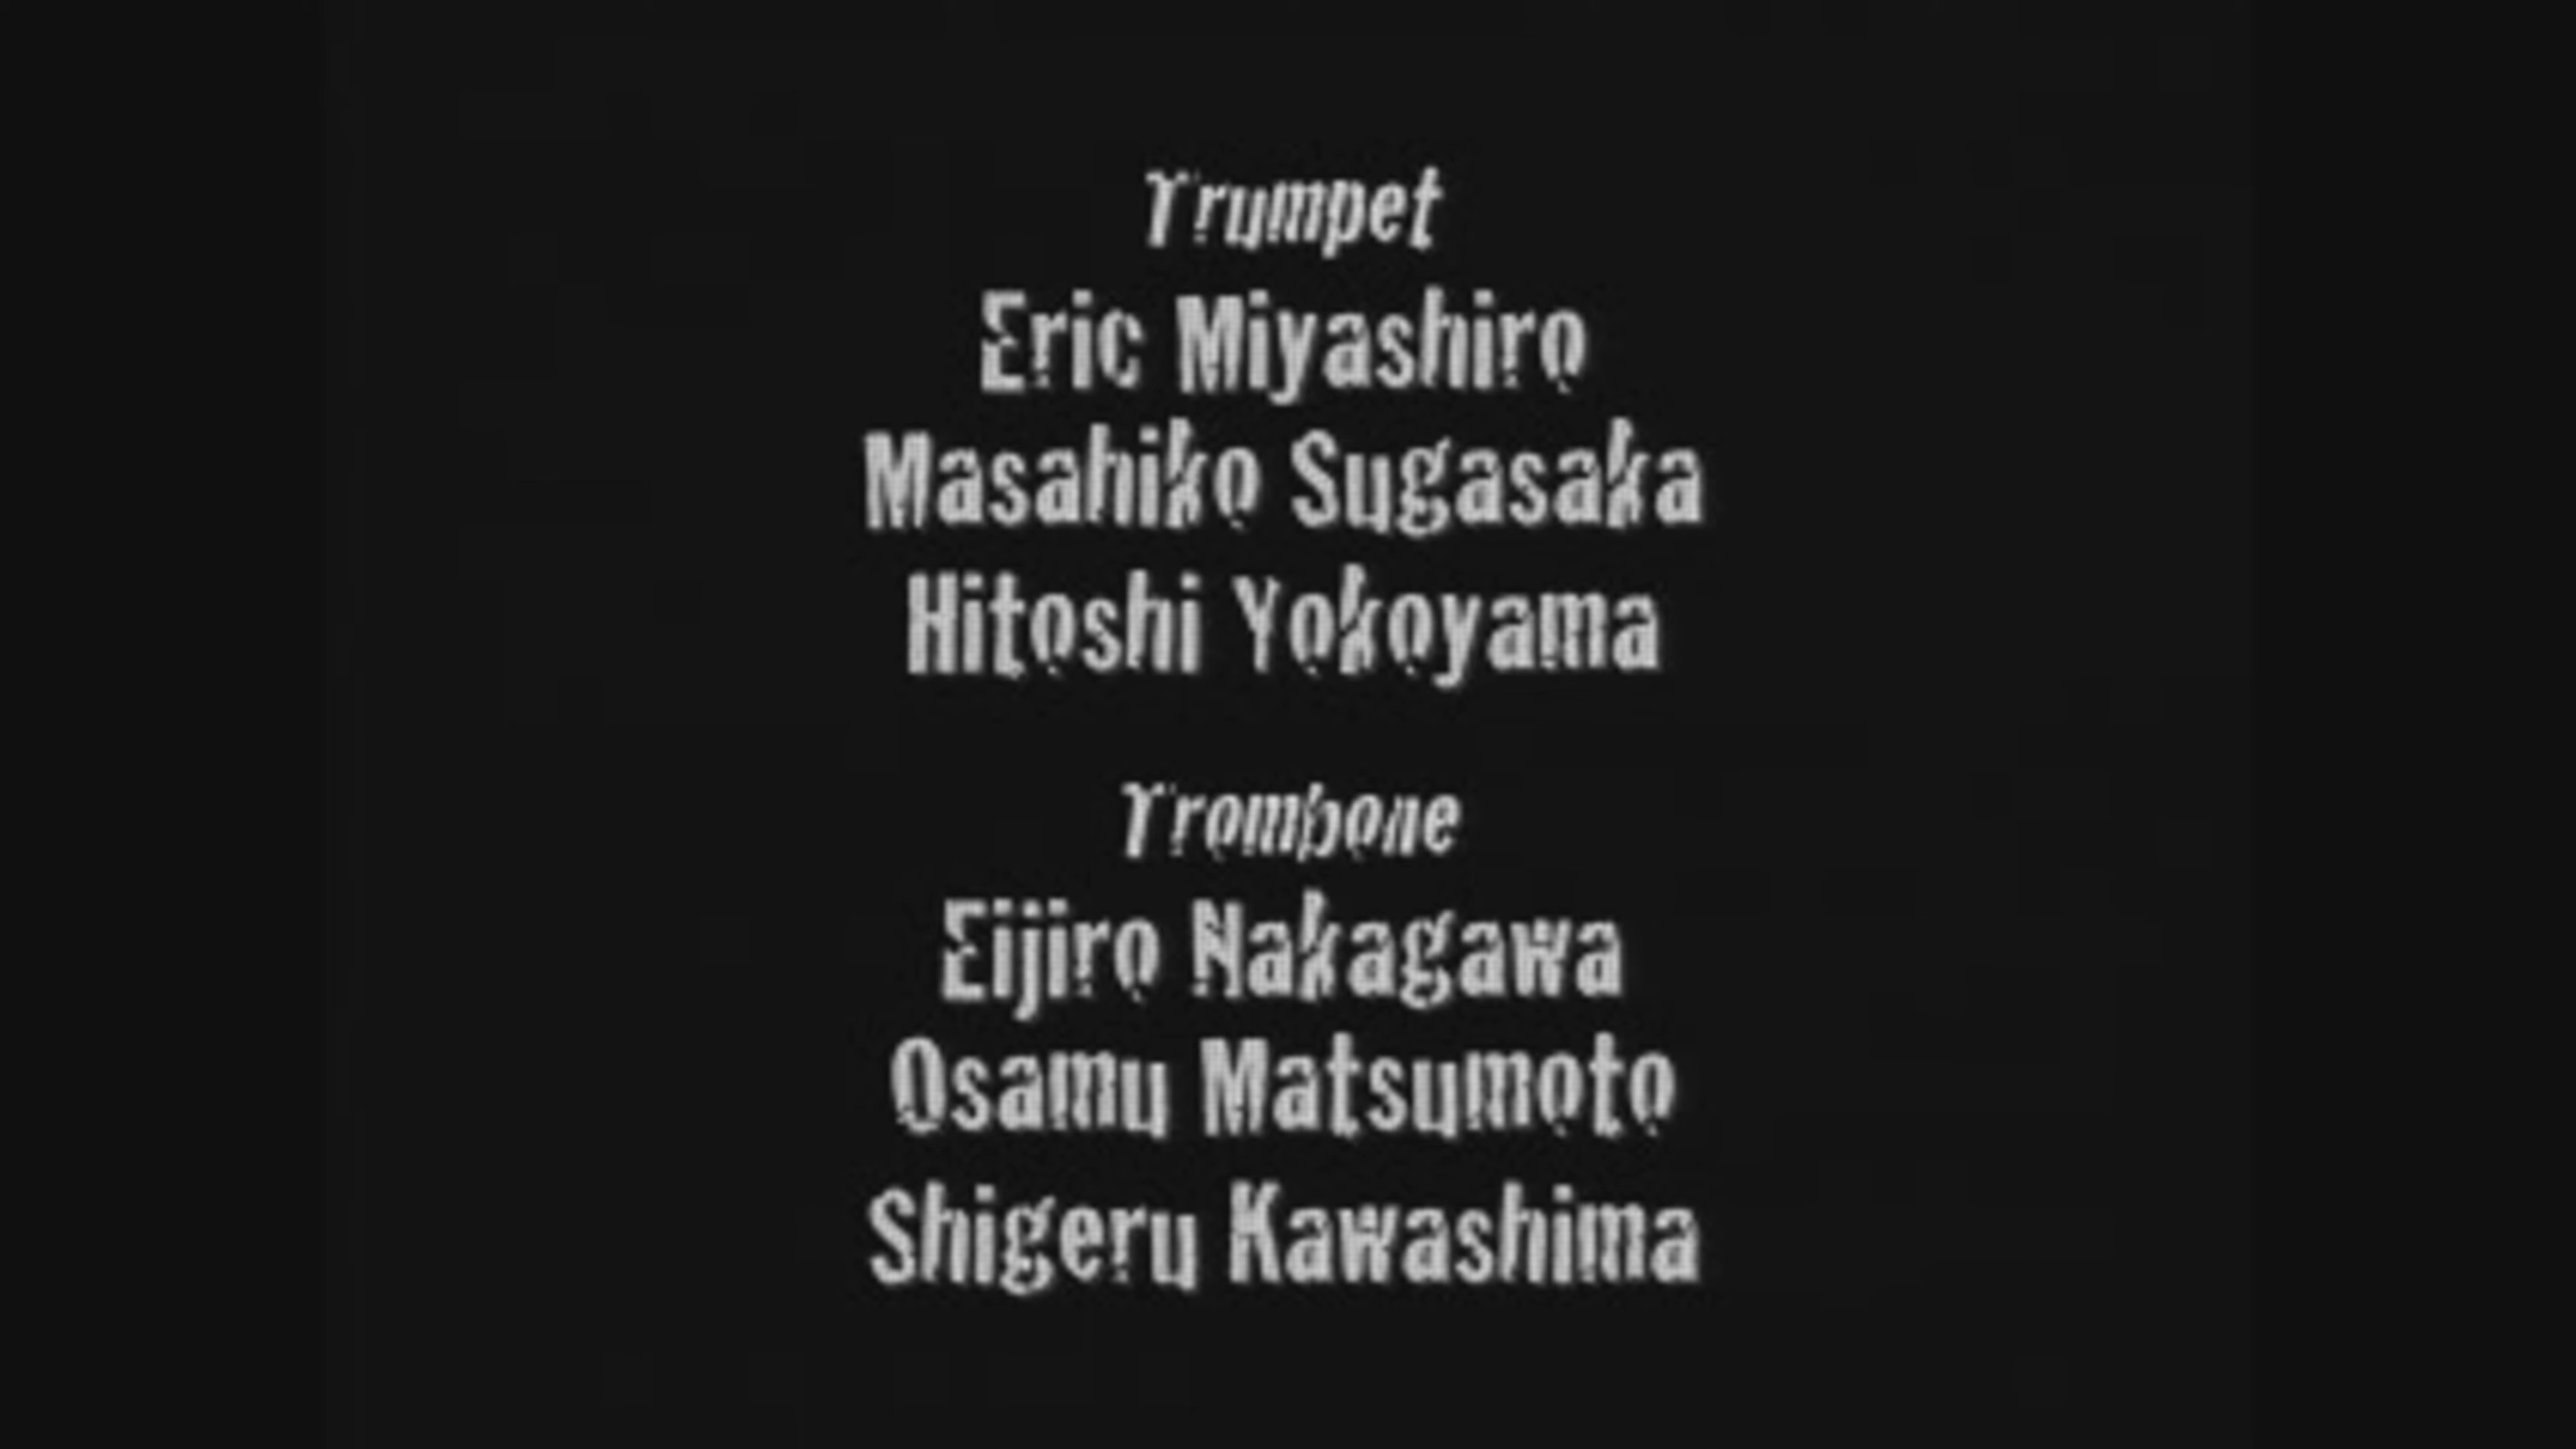 Trumpet
Eric Miyashiro
Masahiko Sugasaka
Hitoshi Yokoyama
Trombone
Eijiro Nakagawa
Osamu Matsumoto
Shigeru Kawashima